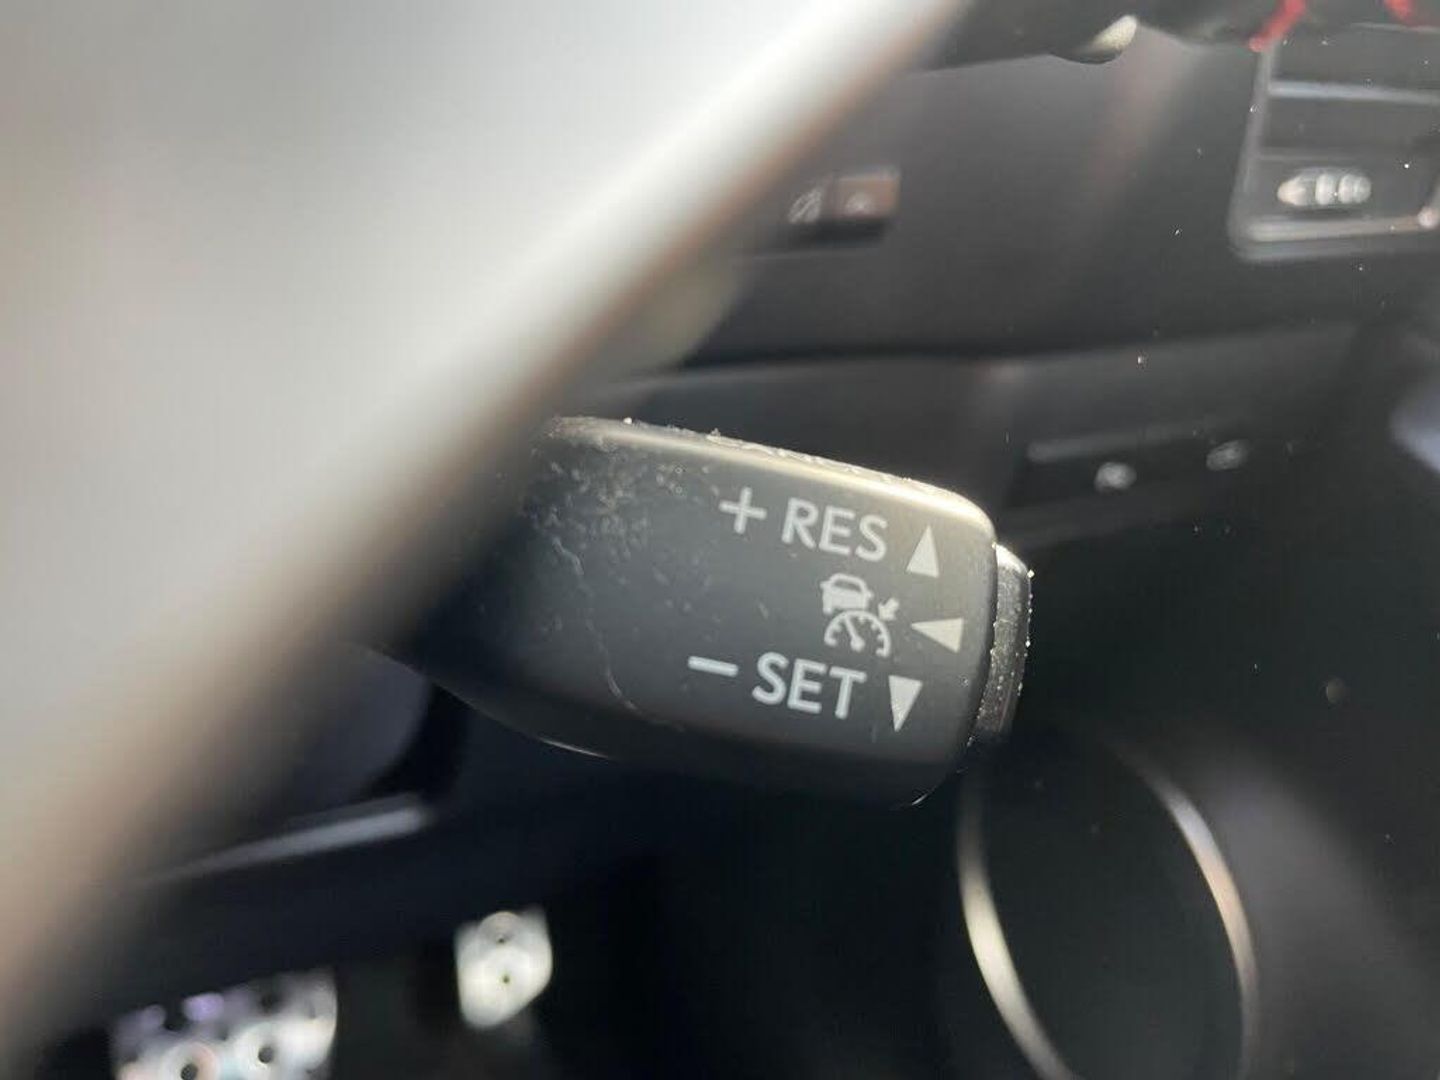 + RES
− SET